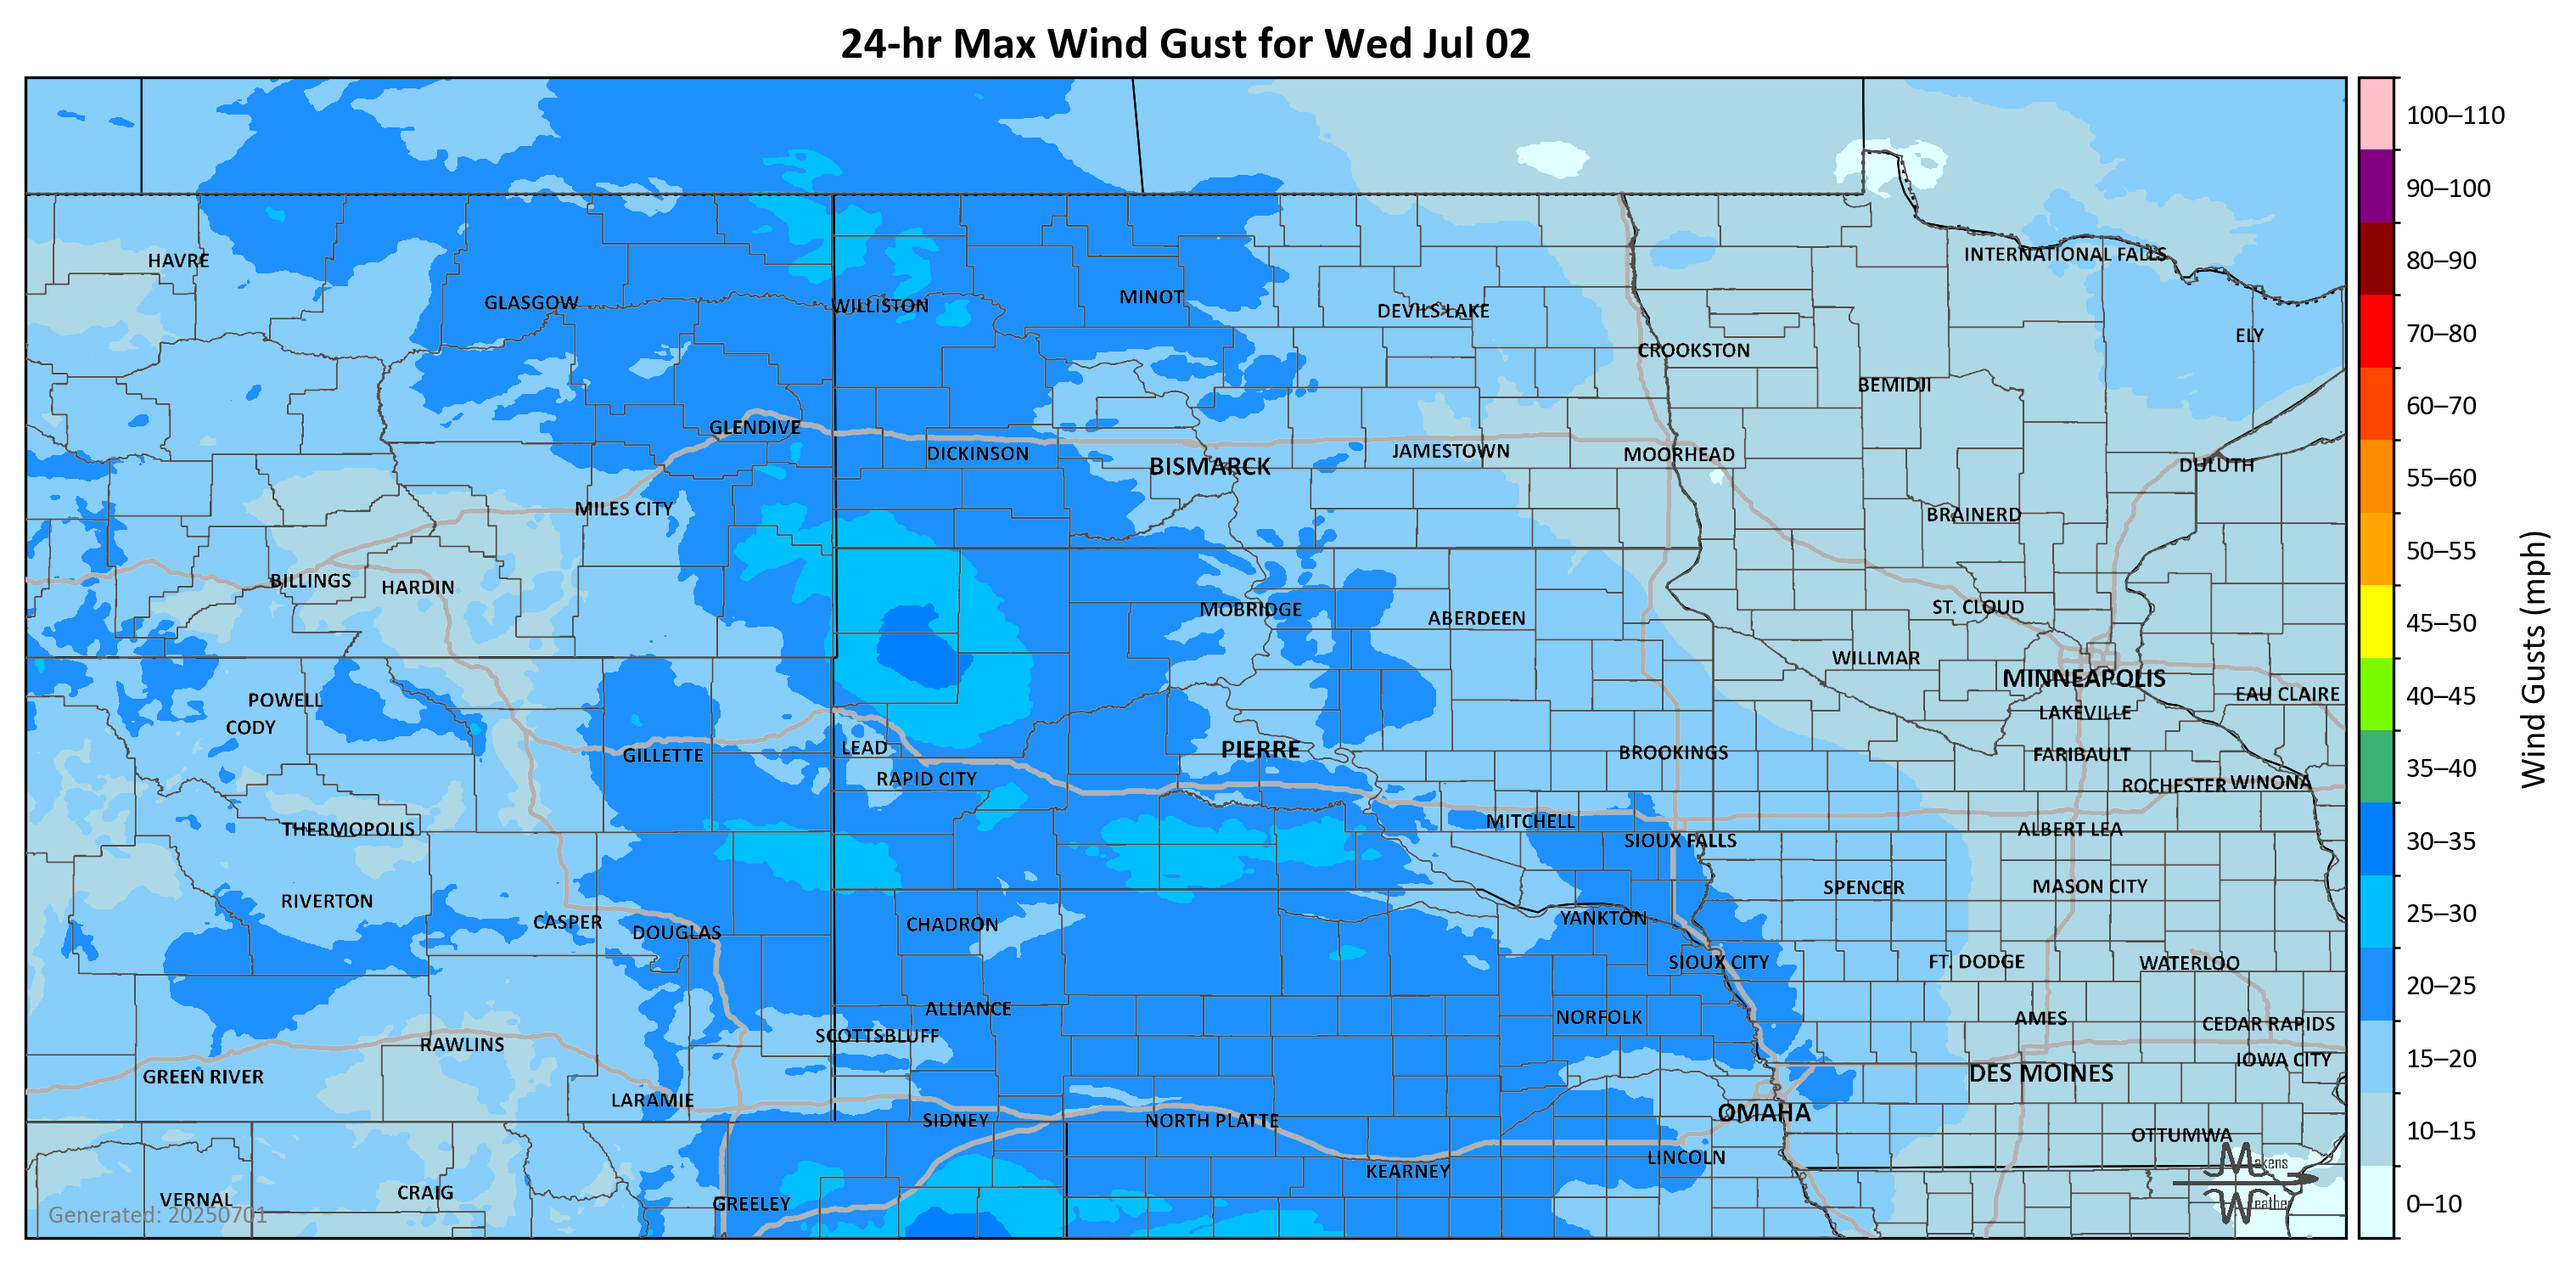 24-hr Max Wind Gust for Wed Jul 02
100–110
90–100
80–90
70–80
60–70
55–60
50–55
45–50
40–45
35–40
30–35
25–30
20–25
15–20
10–15
0–10
Wind Gusts (mph)
HAVRE
INTERNATIONAL FALLS
GLASGOW
WILLISTON
MINOT
DEVILS LAKE
ELY
CROOKSTON
BEMIDJI
GLENDIVE
DICKINSON
BISMARCK
JAMESTOWN
MOORHEAD
DULUTH
MILES CITY
BRAINERD
BILLINGS
HARDIN
MOBRIDGE
ABERDEEN
ST. CLOUD
WILLMAR
MINNEAPOLIS
POWELL
EAU CLAIRE
CODY
LAKEVILLE
GILLETTE
LEAD
PIERRE
BROOKINGS
FARIBAULT
RAPID CITY
ROCHESTER
WINONA
THERMOPOLIS
MITCHELL
SIOUX FALLS
ALBERT LEA
RIVERTON
SPENCER
MASON CITY
CASPER
DOUGLAS
CHADRON
YANKTON
SIOUX CITY
FT. DODGE
WATERLOO
ALLIANCE
NORFOLK
AMES
CEDAR RAPIDS
RAWLINS
SCOTTSBLUFF
IOWA CITY
GREEN RIVER
DES MOINES
LARAMIE
SIDNEY
NORTH PLATTE
OMAHA
OTTUMWA
KEARNEY
LINCOLN
VERNAL
CRAIG
GREELEY
Makens
Weather
Generated: 20250701